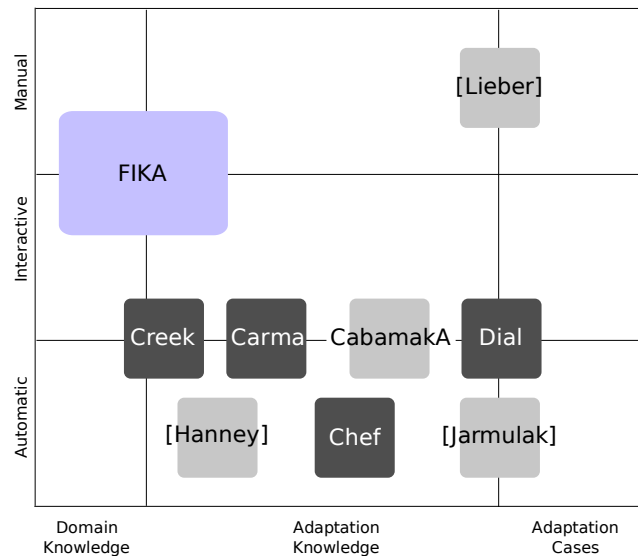 Manual
[Lieber]
FIKA
Interactive
Creek
Carma
CabamakA
Dial
Automatic
[Hanney]
Chef
[Jarmulak]
Domain
Knowledge
Adaptation
Knowledge
Adaptation
Cases